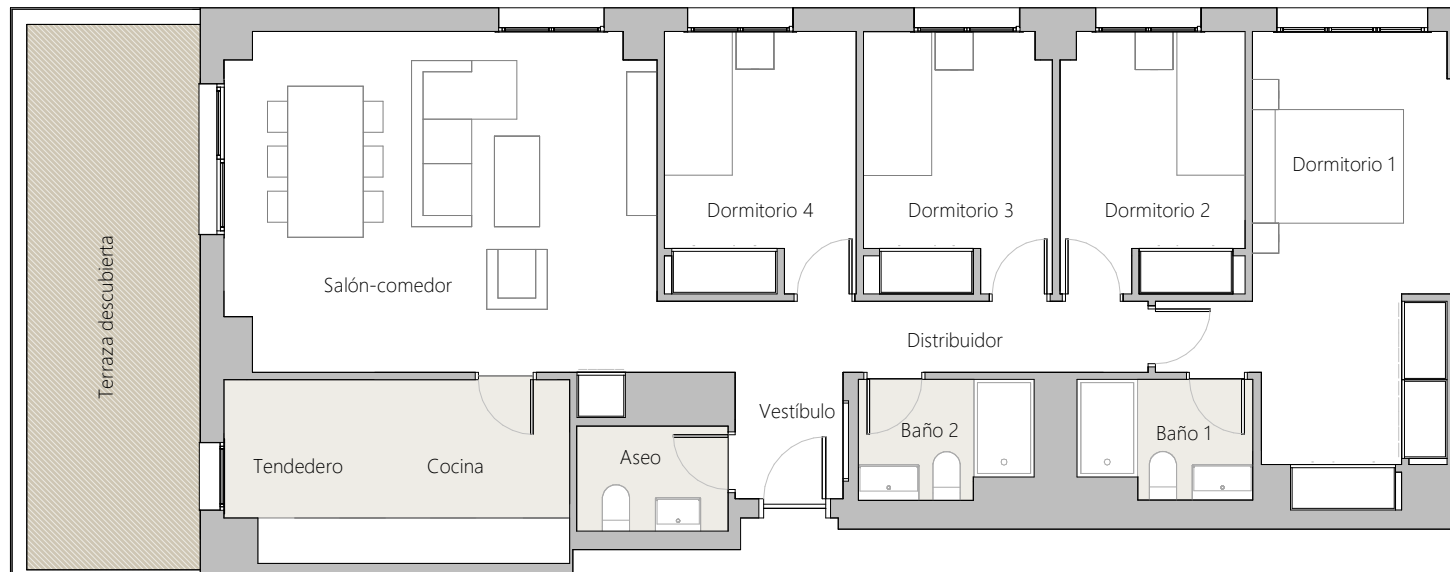 Dormitorio 1
Dormitorio 4
Dormitorio 3
Dormitorio 2
Terraza descubierta
Salón-comedor
Distribuidor
Vestíbulo
Baño 2
Baño 1
Tendedero
Cocina
Aseo